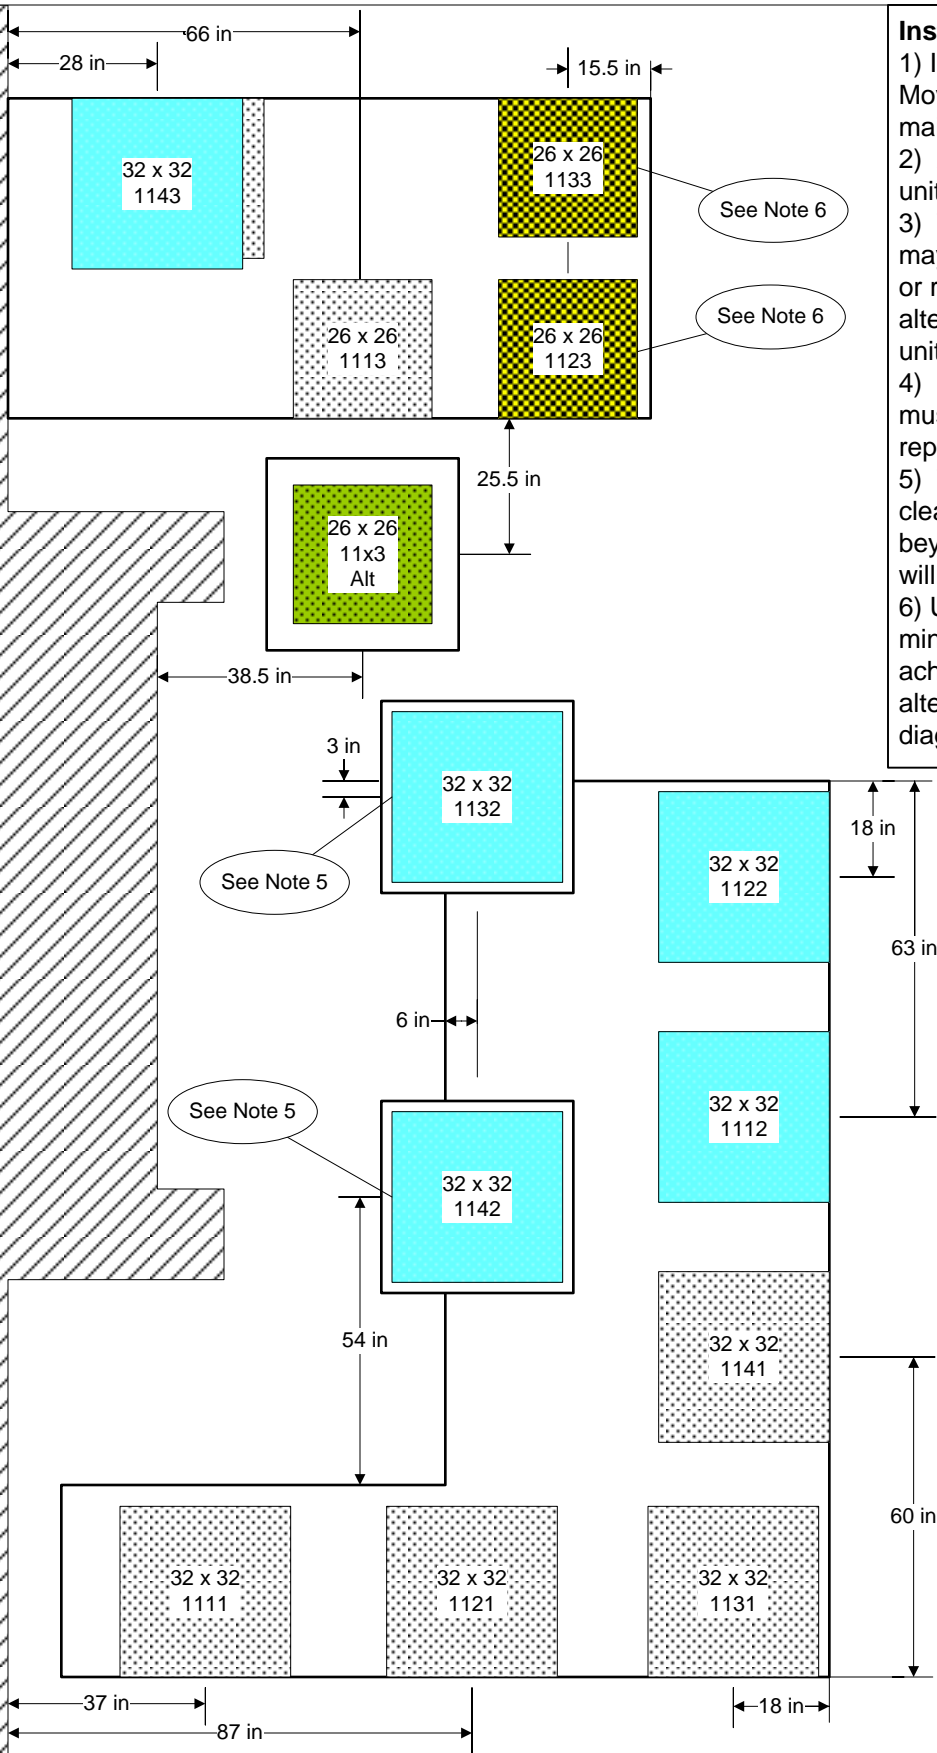 66 in
28 in
15.5 in
32 x 32
1143
26 x 26
1133
See Note 6
26 x 26
1113
26 x 26
1123
See Note 6
25.5 in
26 x 26
11x3
Alt
38.5 in
3 in
32 x 32
1132
See Note 5
32 x 32
1122
18 in
63 in
6 in
32 x 32
1112
See Note 5
32 x 32
1142
54 in
32 x 32
1141
60 in
32 x 32
1111
32 x 32
1121
32 x 32
1131
37 in
87 in
18 in
Ins
1) I
Mov
ma
2)
unit
3)
may
or r
alte
unit
4)
mus
rep
5)
clea
bey
will
6) U
min
ach
alte
diag